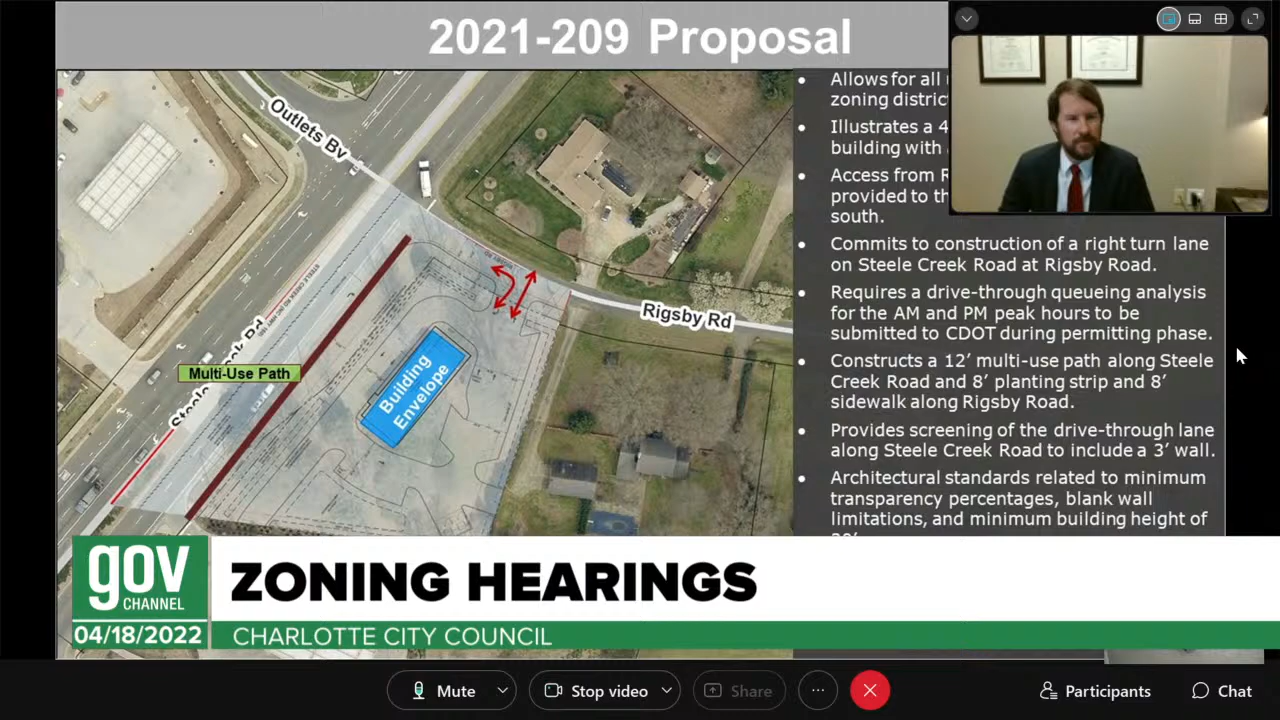 2021-209 Proposal
Outlets Bv
Rigsby Rd
Multi-Use Path
Building
Envelope
Allows for all
zoning
Illustrates a 4
building with
Access from
provided to th
south.
Commits to construction of a right turn lane
on Steele Creek Road at Rigsby Road.
Requires a drive-through queueing analysis
for the AM and PM peak hours to be
submitted to CDOT during permitting phase.
Constructs a 12’ multi-use path along Steele
Creek Road and 8’ planting strip and 8’
sidewalk along Rigsby Road.
Provides screening of the drive-through lane
along Steele Creek Road to include a 3’ wall.
Architectural standards related to minimum
transparency percentages, blank wall
limitations, and minimum building height of
gov
CHANNEL
04/18/2022
ZONING HEARINGS
CHARLOTTE CITY COUNCIL
Mute
Stop video
Share
Participants
Chat